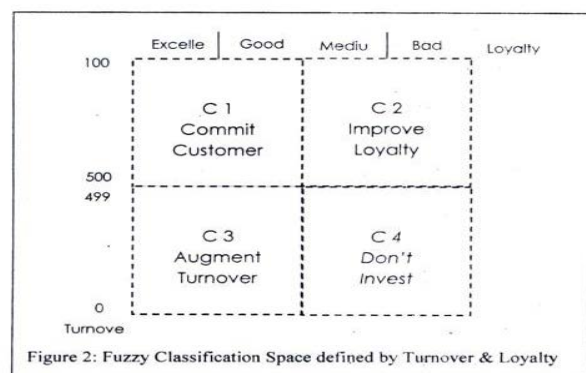 Excelle Good Mediu Bad Loyalty
100
C 1 C 2
Commit Improve
Customer Loyalty
500
499
C 3 C 4
Augment Don't
Turnover Invest
0
Turnove
Figure 2: Fuzzy Classification Space defined by Turnover & Loyalty